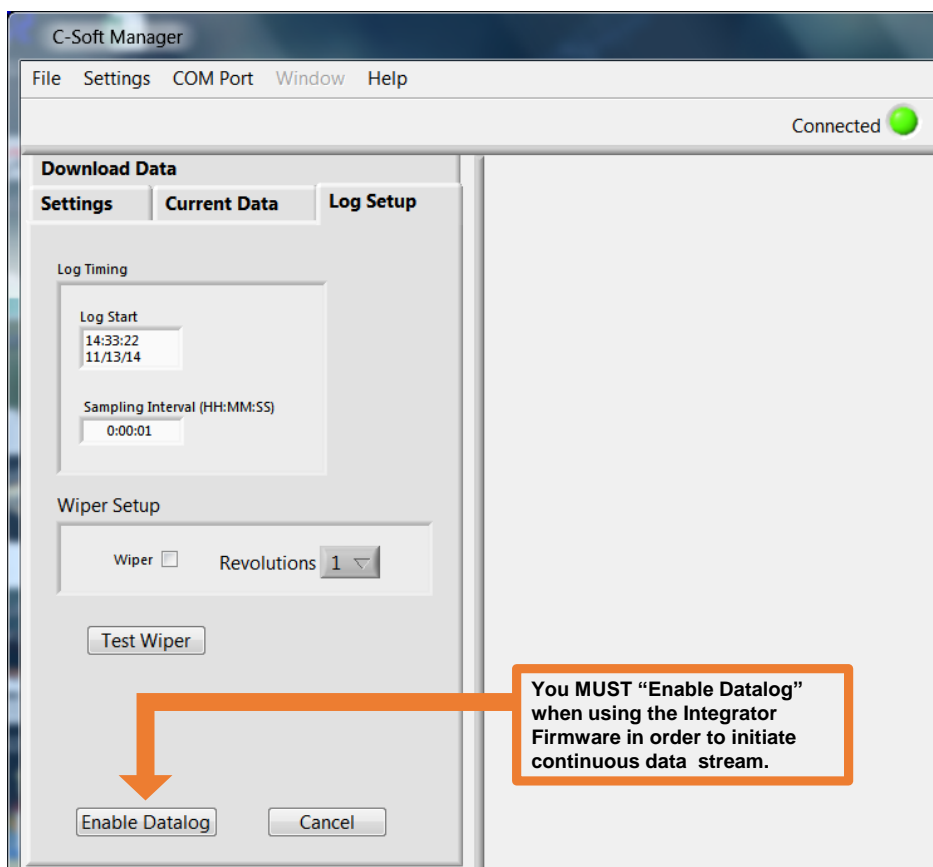 C-Soft Manager
File Settings COM Port Window Help
Connected
Download Data
Settings Current Data Log Setup
Log Timing
Log Start
14:33:22
11/13/14
Sampling Interval (HH:MM:SS)
0:00:01
Wiper Setup
Wiper Revolutions 1
Test Wiper
You MUST “Enable Datalog”
when using the Integrator
Firmware in order to initiate
continuous data stream.
Enable Datalog Cancel